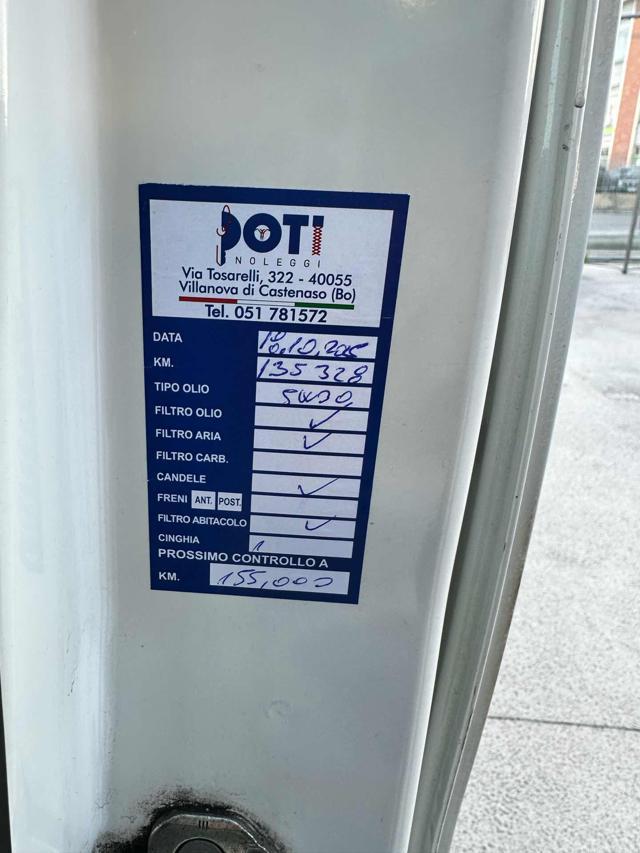 POTI
NOLEGGI
Via Tosarelli, 322 - 40055
Villanova di Castenaso (Bo)
Tel. 051 781572
DATA
KM. 135328
TIPO OLIO 5W30
FILTRO OLIO ✓
FILTRO ARIA ✓
FILTRO CARB.
CANDELE ✓
FRENI ANT. POST.
FILTRO ABITACOLO ✓
CINGHIA
PROSSIMO CONTROLLO A
KM. 155,000